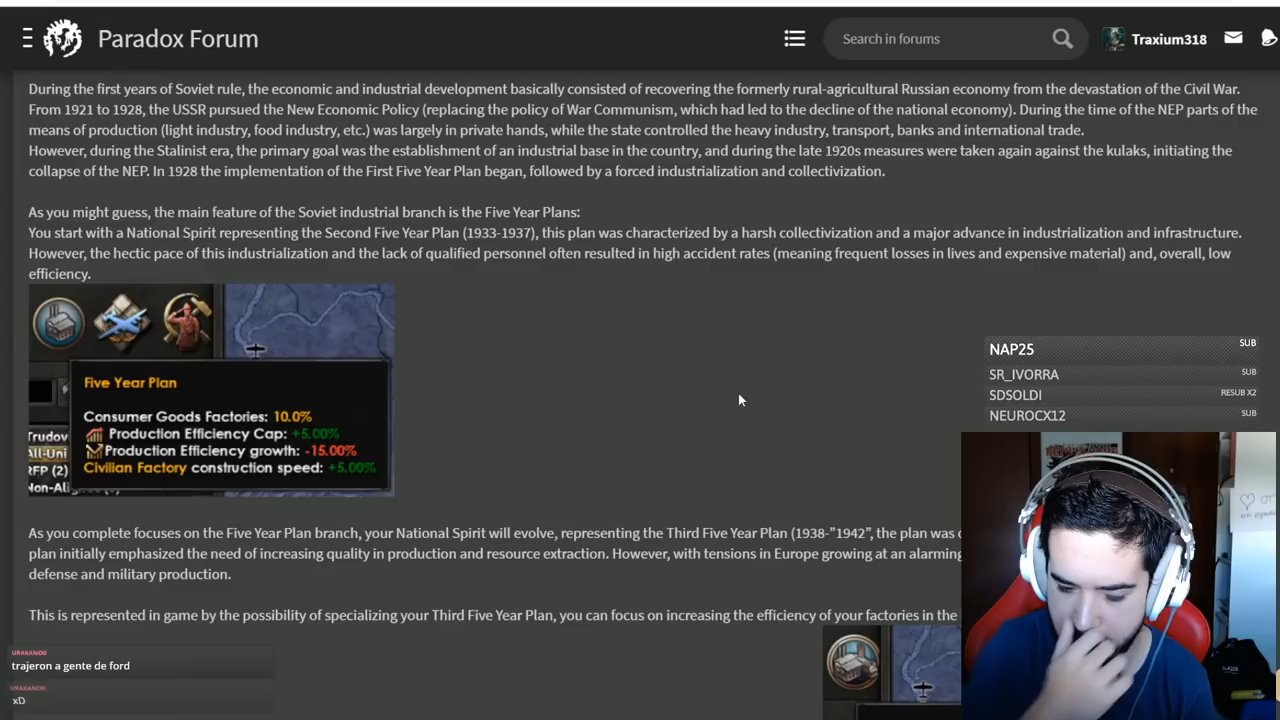 Paradox Forum
Search in forums
Traxium318
During the first years of Soviet rule, the economic and industrial development basically consisted of recovering the formerly rural-agricultural Russian economy from the devastation of the Civil War.
From 1921 to 1928, the USSR pursued the New Economic Policy (replacing the policy of War Communism, which had led to the decline of the national economy). During the time of the NEP parts of the
means of production (light industry, food industry, etc.) was largely in private hands, while the state controlled the heavy industry, transport, banks and international trade.
However, during the Stalinist era, the primary goal was the establishment of an industrial base in the country, and during the late 1920s measures were taken again against the kulaks, initiating the
collapse of the NEP. In 1928 the implementation of the First Five Year Plan began, followed by a forced industrialization and collectivization.
As you might guess, the main feature of the Soviet industrial branch is the Five Year Plans:
You start with a National Spirit representing the Second Five Year Plan (1933-1937), this plan was characterized by a harsh collectivization and a major advance in industrialization and infrastructure.
However, the hectic pace of this industrialization and the lack of qualified personnel often resulted in high accident rates (meaning frequent losses in lives and expensive material) and, overall, low
efficiency.
Five Year Plan
Consumer Goods Factories: 10.0%
Production Efficiency Cap: +5.00%
Production Efficiency growth: -15.00%
Civilian Factory construction speed: +5.00%
Trudov
All-Uni
RFP (2)
Non-Ali
NAP25 SUB
SR_IVORRA SUB
SDSOLDI RESUB X2
NEUROCX12 SUB
As you complete focuses on the Five Year Plan branch, your National Spirit will evolve, representing the Third Five Year Plan (1938-”1942”, the plan was
plan initially emphasized the need of increasing quality in production and resource extraction. However, with tensions in Europe growing at an alarming
defense and military production.
This is represented in game by the possibility of specializing your Third Five Year Plan, you can focus on increasing the efficiency of your factories in the
URAKANO0
trajeron a gente de ford
URAKANO0
xD